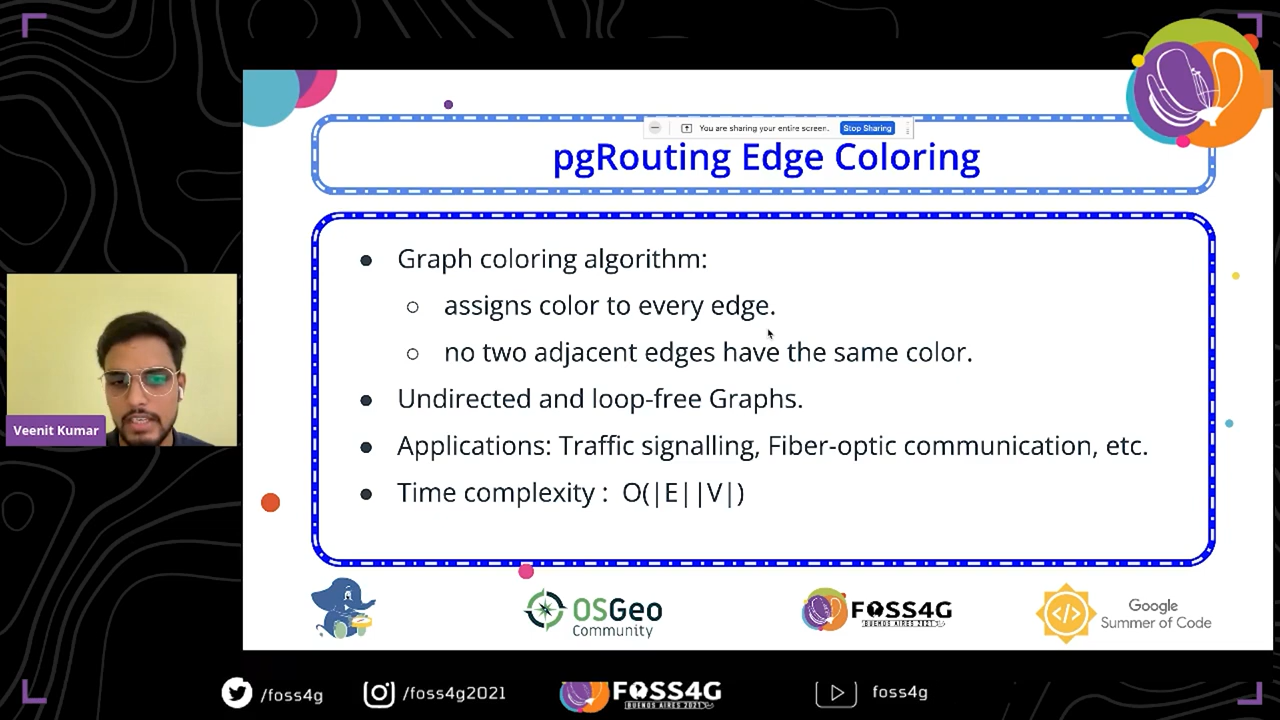 You are sharing your entire screen.
Stop Sharing
pgRouting Edge Coloring
Graph coloring algorithm:
assigns color to every edge.
no two adjacent edges have the same color.
Undirected and loop-free Graphs.
Applications: Traffic signalling, Fiber-optic communication, etc.
Time complexity : O(|E||V|)
Veenit Kumar
OSGeo
Community
FOSS4G
BUENOS AIRES 2021
Google
Summer of Code
/foss4g
/foss4g2021
FOSS4G
BUENOS AIRES 2021
foss4g